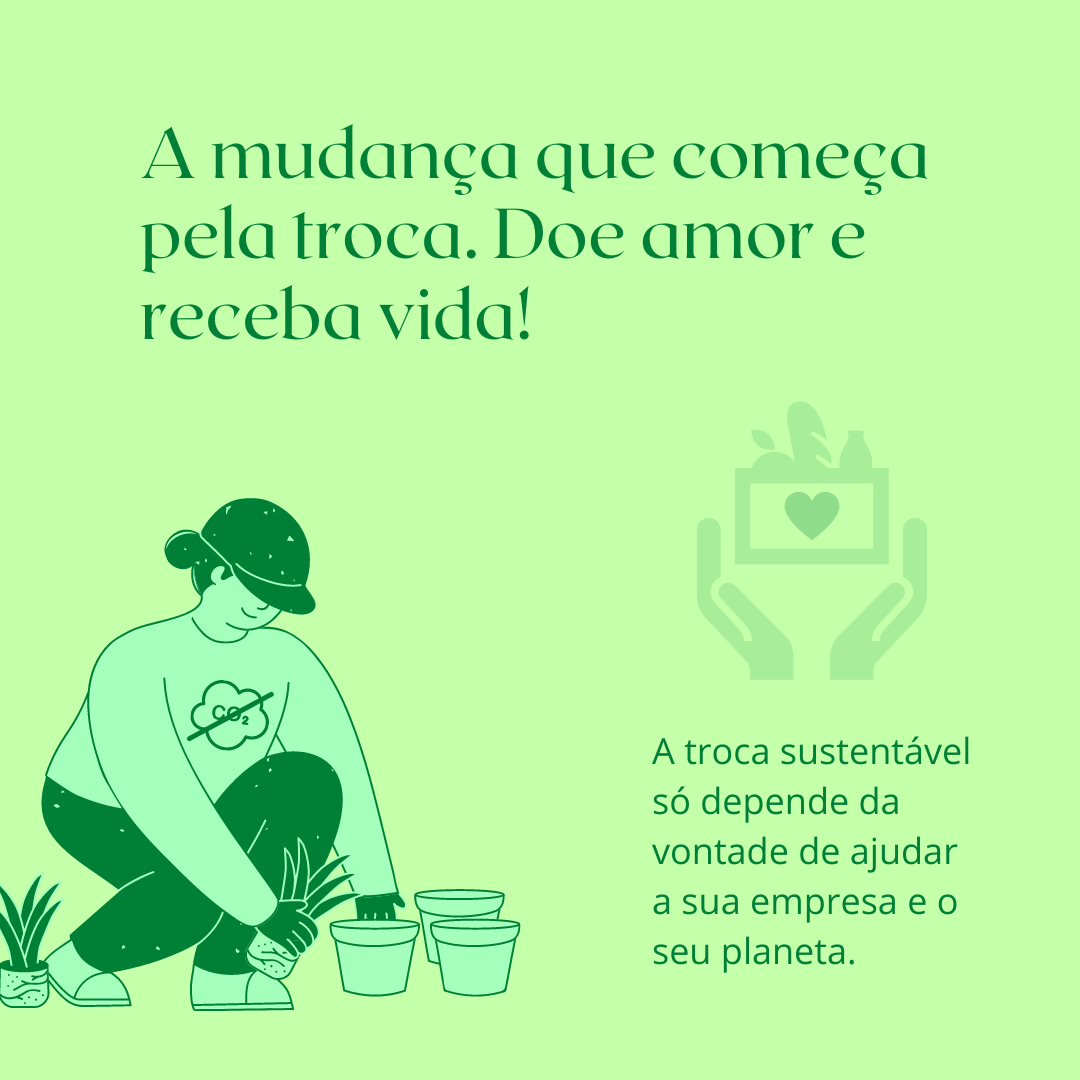 A mudança que começa
pela troca. Doe amor e
receba vida!
CO₂
A troca sustentável
só depende da
vontade de ajudar
a sua empresa e o
seu planeta.